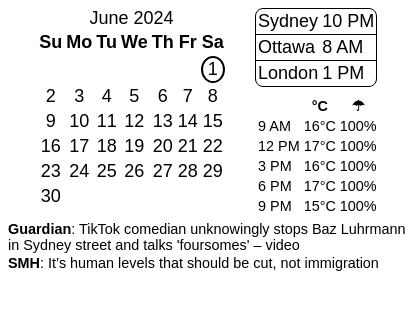 June 2024
Su Mo Tu We Th Fr Sa
1
2 3 4 5 6 7 8
9 10 11 12 13 14 15
16 17 18 19 20 21 22
23 24 25 26 27 28 29
30
Sydney 10 PM
Ottawa 8 AM
London 1 PM
°C ☂
9 AM 16°C 100%
12 PM 17°C 100%
3 PM 16°C 100%
6 PM 17°C 100%
9 PM 15°C 100%
Guardian: TikTok comedian unknowingly stops Baz Luhrmann
in Sydney street and talks 'foursomes' – video
SMH: It’s human levels that should be cut, not immigration